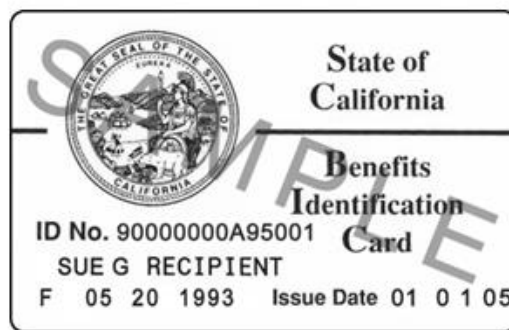 THE GREAT SEAL OF THE STATE OF
CALIFORNIA
EUREKA
State of
California
SAMPLE
Benefits
Identification
Card
ID No. 90000000A95001
SUE G RECIPIENT
F 05 20 1993 Issue Date 01 0 1 05